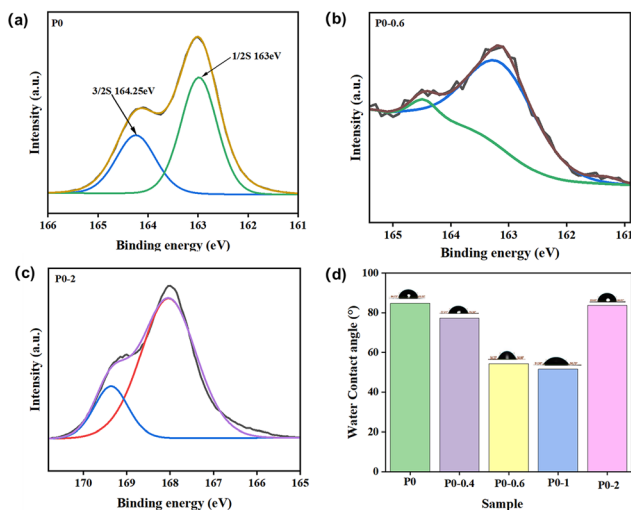 (a)
P0
3/2S 164.25eV
1/2S 163eV
Intensity (a.u.)
166 165 164 163 162 161
Binding energy (eV)
(b)
P0-0.6
Intensity (a.u.)
165 164 163 162 161
Binding energy (eV)
(c)
P0-2
Intensity (a.u.)
170 169 168 167 166 165
Binding energy (eV)
(d)
Water Contact angle (°)
100
80
60
40
20
0
P0 P0-0.4 P0-0.6 P0-1 P0-2
Sample